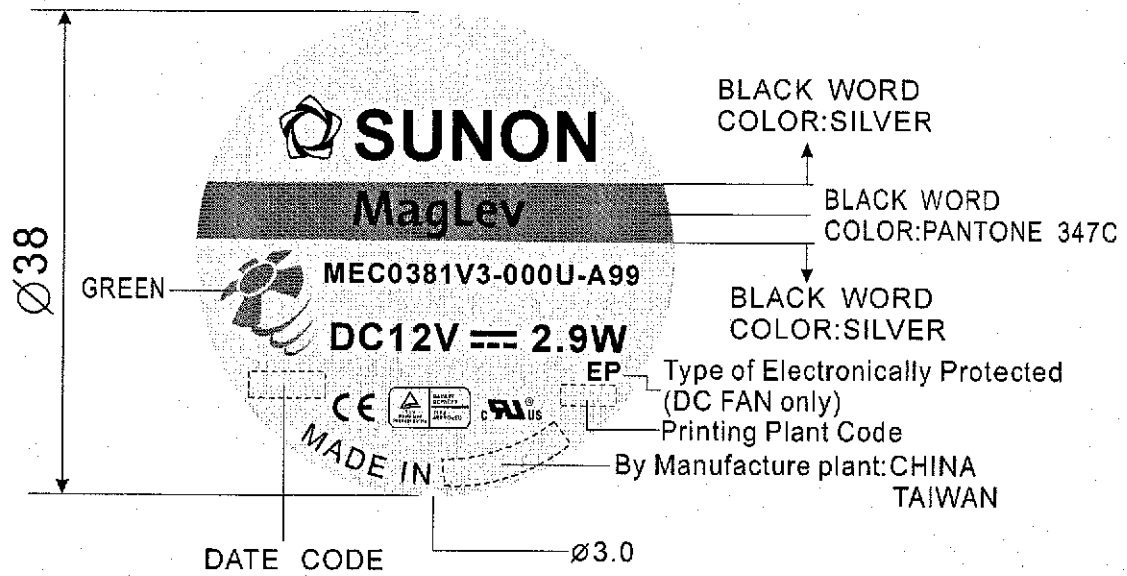 BLACK WORD
COLOR:SILVER
SUNON
BLACK WORD
COLOR:PANTONE 347C
MagLev
Ø38
GREEN
MEC0381V3-000U-A99
BLACK WORD
COLOR:SILVER
DC12V ⎓ 2.9W
EP
Type of Electronically Protected
(DC FAN only)
CE
c RU ® US
Printing Plant Code
MADE IN
By Manufacture plant:CHINA
TAIWAN
DATE CODE
Ø3.0